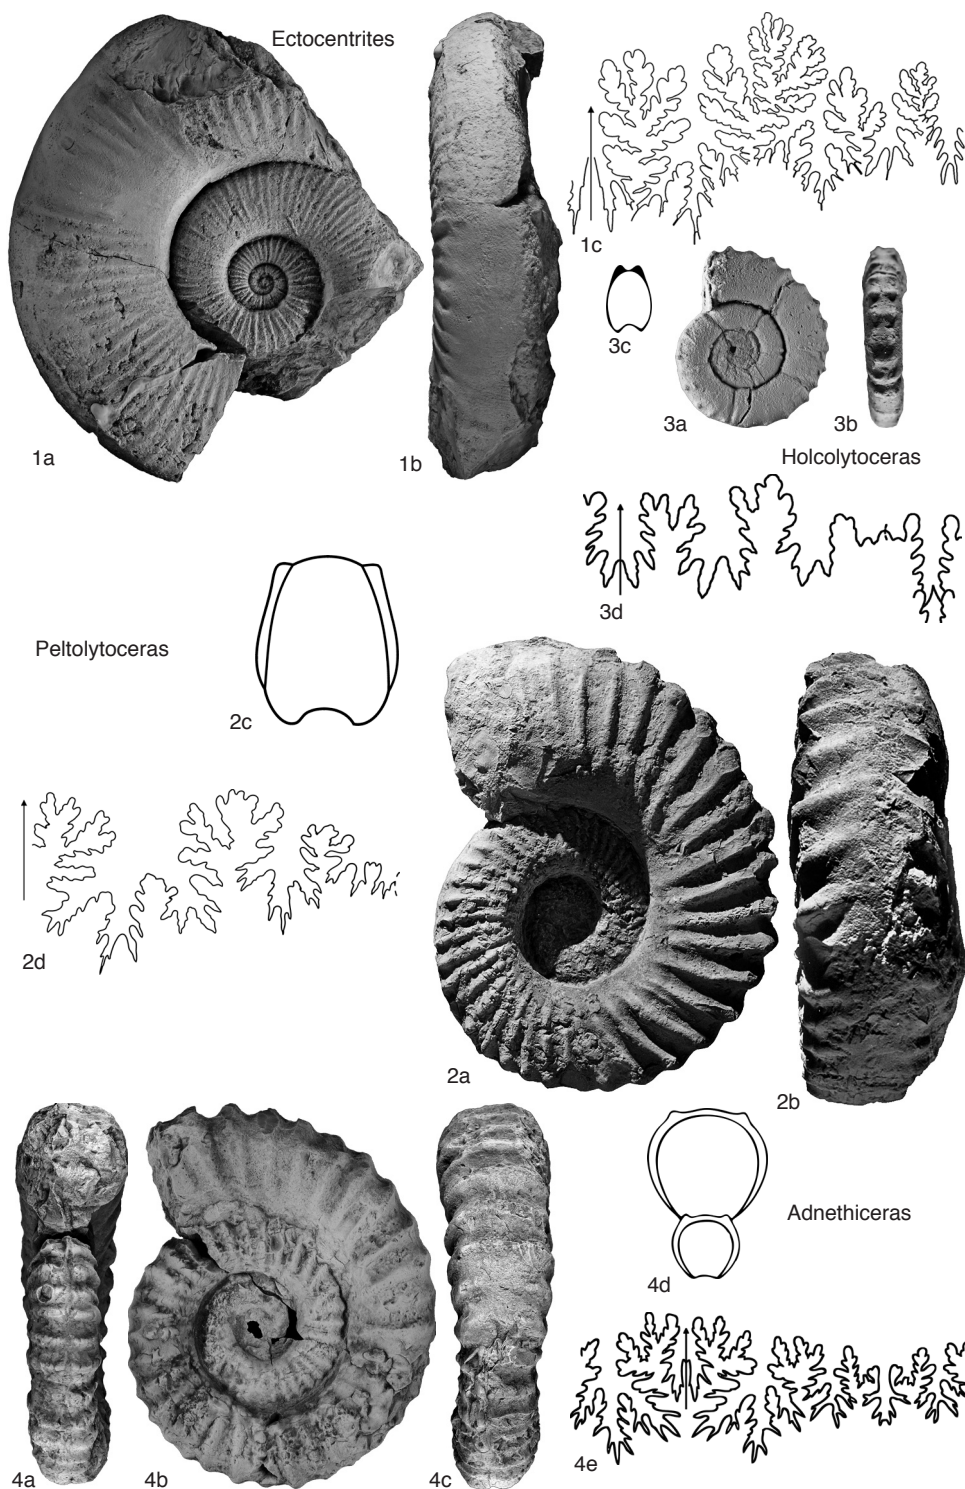 Ectocentrites
1a
1b
1c
3c
3a
3b
Holcolytoceras
3d
Peltolytoceras
2c
2d
2a
2b
Adnethiceras
4d
4a
4b
4c
4e